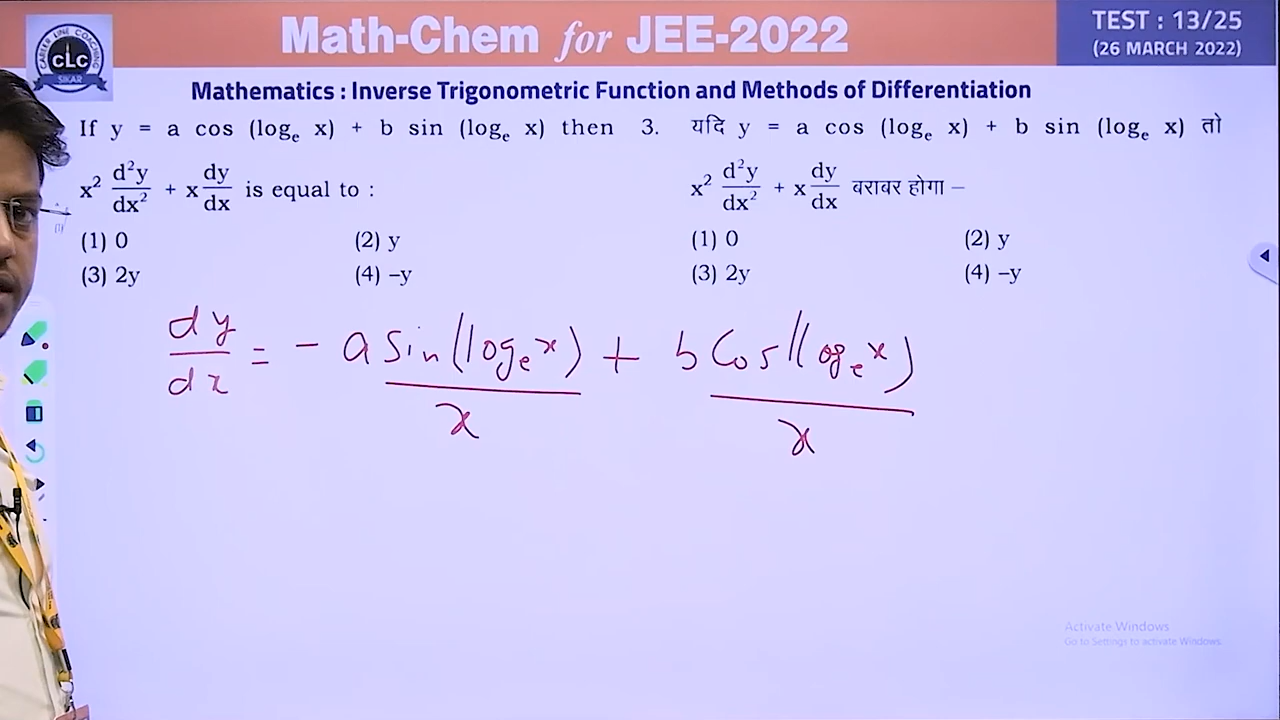 CAREER LINE COACHING
CLC
SIKAR
Math-Chem for JEE-2022
TEST : 13/25
(26 MARCH 2022)
Mathematics : Inverse Trigonometric Function and Methods of Differentiation
If y = a cos (logₑ x) + b sin (logₑ x) then
x² d²y/dx² + x dy/dx is equal to :
(1) 0 (2) y
(3) 2y (4) –y
3. यदि y = a cos (logₑ x) + b sin (logₑ x) तो
x² d²y/dx² + x dy/dx बराबर होगा –
(1) 0 (2) y
(3) 2y (4) –y
dy/dx = - a sin(logₑx)/x + b cos(logₑx)/x
Activate Windows
Go to Settings to activate Windows.